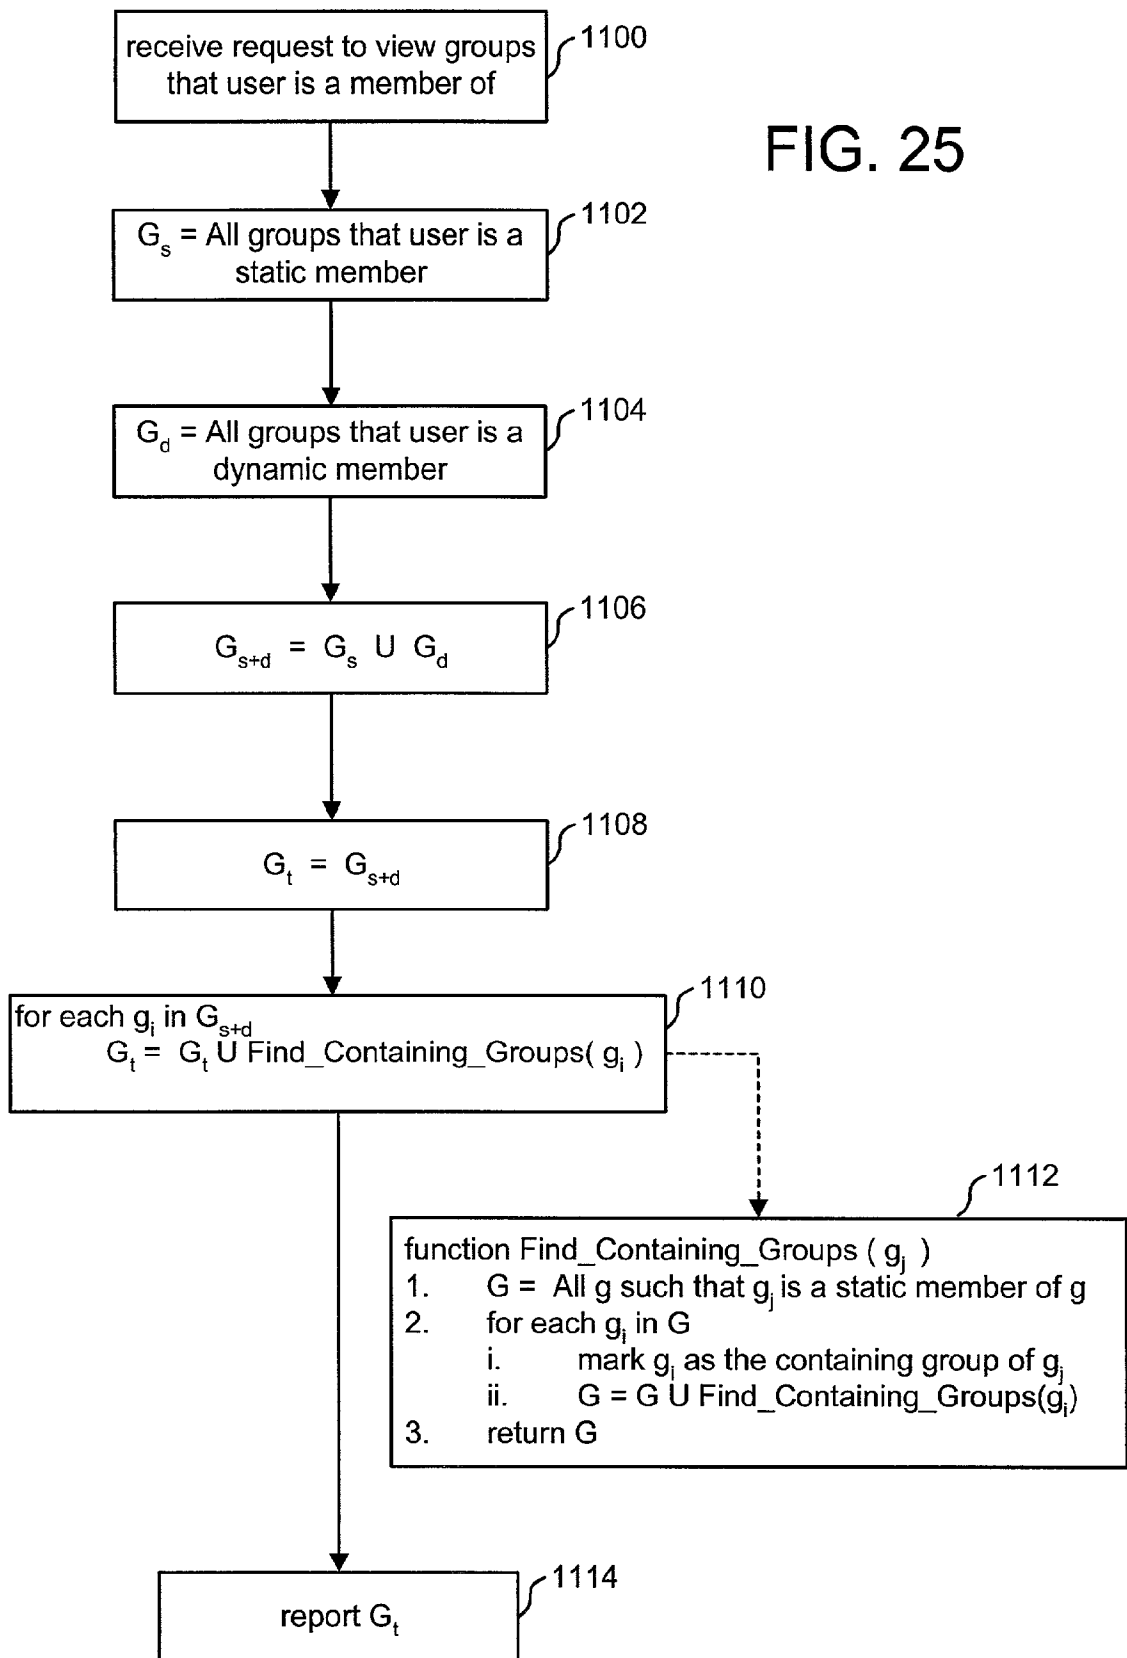 receive request to view groups
that user is a member of
1100
FIG. 25
1102
Gs = All groups that user is a
static member
1104
Gd = All groups that user is a
dynamic member
1106
Gs+d = Gs U Gd
1108
Gt = Gs+d
1110
for each gi in Gs+d
Gt = Gt U Find_Containing_Groups( gi )
1112
function Find_Containing_Groups ( gj )
1. G = All g such that gj is a static member of g
2. for each gi in G
i. mark gi as the containing group of gj
ii. G = G U Find_Containing_Groups(gi)
3. return G
1114
report Gt